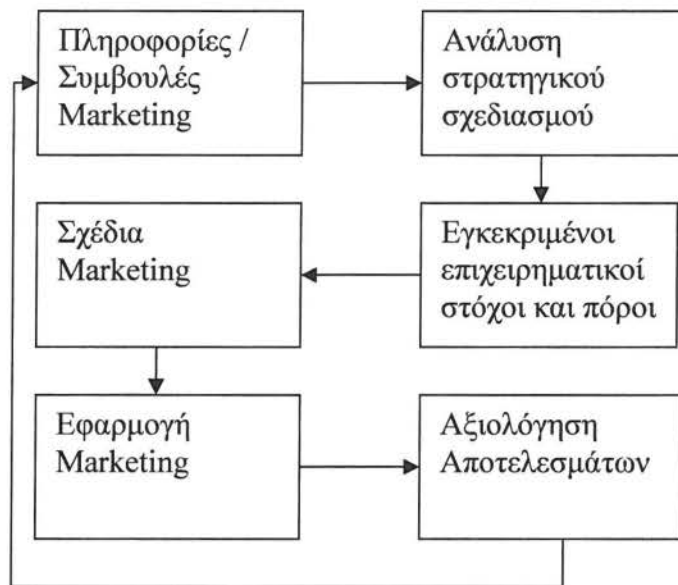 Πληροφορίες /
Συμβουλές
Marketing
Ανάλυση
στρατηγικού
σχεδιασμού
Σχέδια
Marketing
Εγκεκριμένοι
επιχειρηματικοί
στόχοι και πόροι
Εφαρμογή
Marketing
Αξιολόγηση
Αποτελεσμάτων